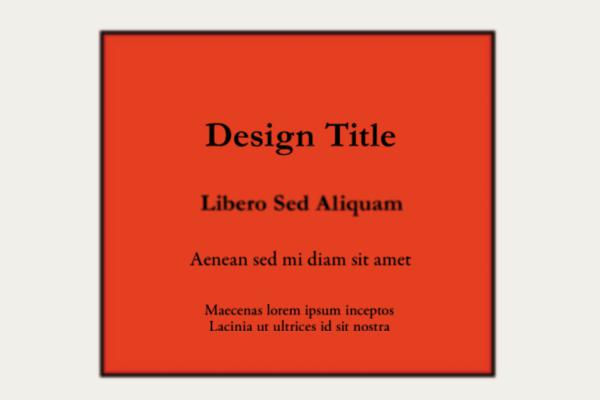 Design Title
Libero Sed Aliquam
Aenean sed mi diam sit amet
Maecenas lorem ipsum inceptos
Lacinia ut ultrices id sit nostra